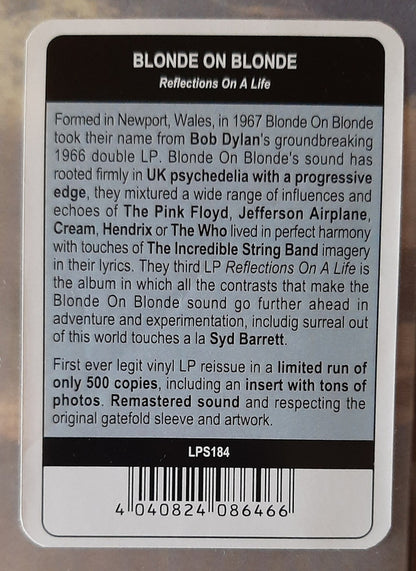 BLONDE ON BLONDE
Reflections On A Life
Formed in Newport, Wales, in 1967 Blonde On Blonde
took their name from Bob Dylan's groundbreaking
1966 double LP. Blonde On Blonde's sound has
rooted firmly in UK psychedelia with a progressive
edge, they mixtured a wide range of influences and
echoes of The Pink Floyd, Jefferson Airplane,
Cream, Hendrix or The Who lived in perfect harmony
with touches of The Incredible String Band imagery
in their lyrics. They third LP Reflections On A Life is
the album in which all the contrasts that make the
Blonde On Blonde sound go further ahead in
adventure and experimentation, includig surreal out
of this world touches a la Syd Barrett.
First ever legit vinyl LP reissue in a limited run of
only 500 copies, including an insert with tons of
photos. Remastered sound and respecting the
original gatefold sleeve and artwork.
LPS184
4 040824 086466